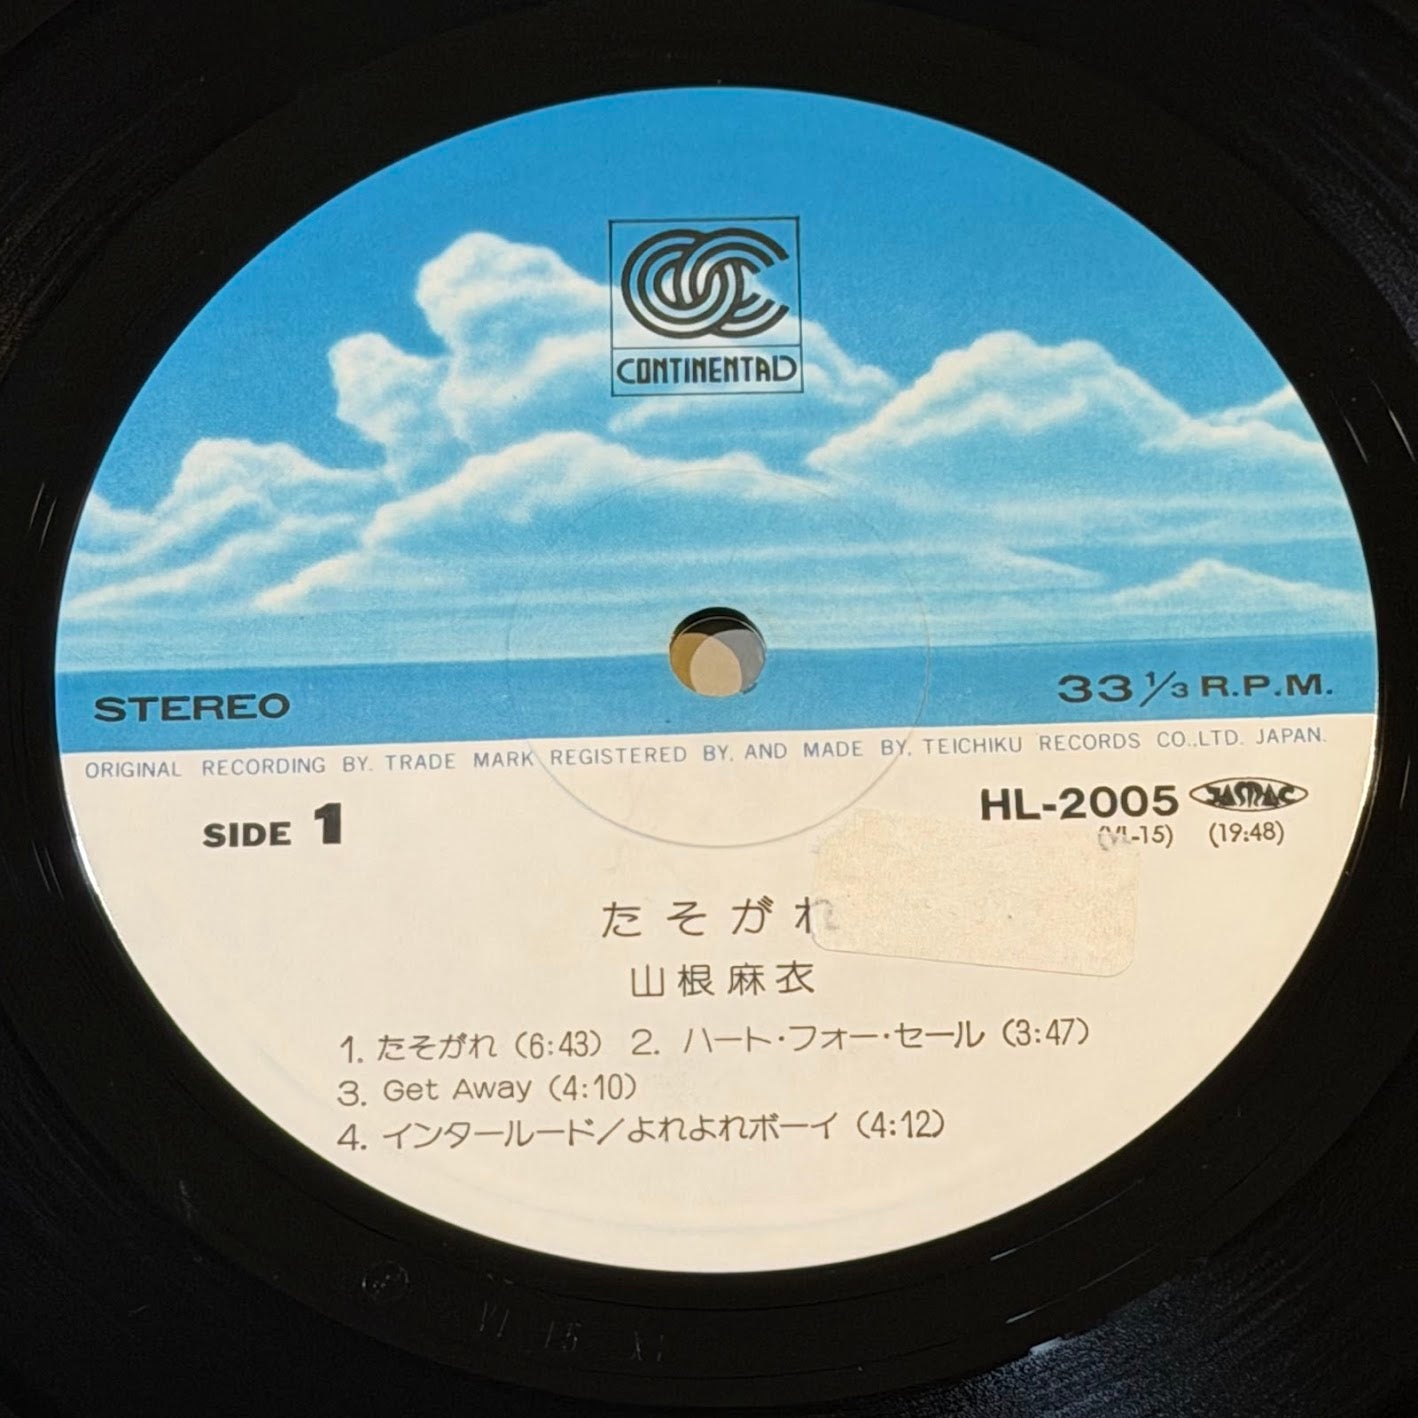 CONTINENTAL
STEREO
33 1/3 R.P.M.
ORIGINAL RECORDING BY. TRADE MARK REGISTERED BY, AND MADE BY, TEICHIKU RECORDS CO.,LTD. JAPAN.
SIDE 1
HL-2005 JASRAC
(VL-15) (19:48)
たそがれ
山根麻衣
1. たそがれ (6:43) 2. ハート・フォー・セール (3:47)
3. Get Away (4:10)
4. インタールード／よれよれボーイ (4:12)